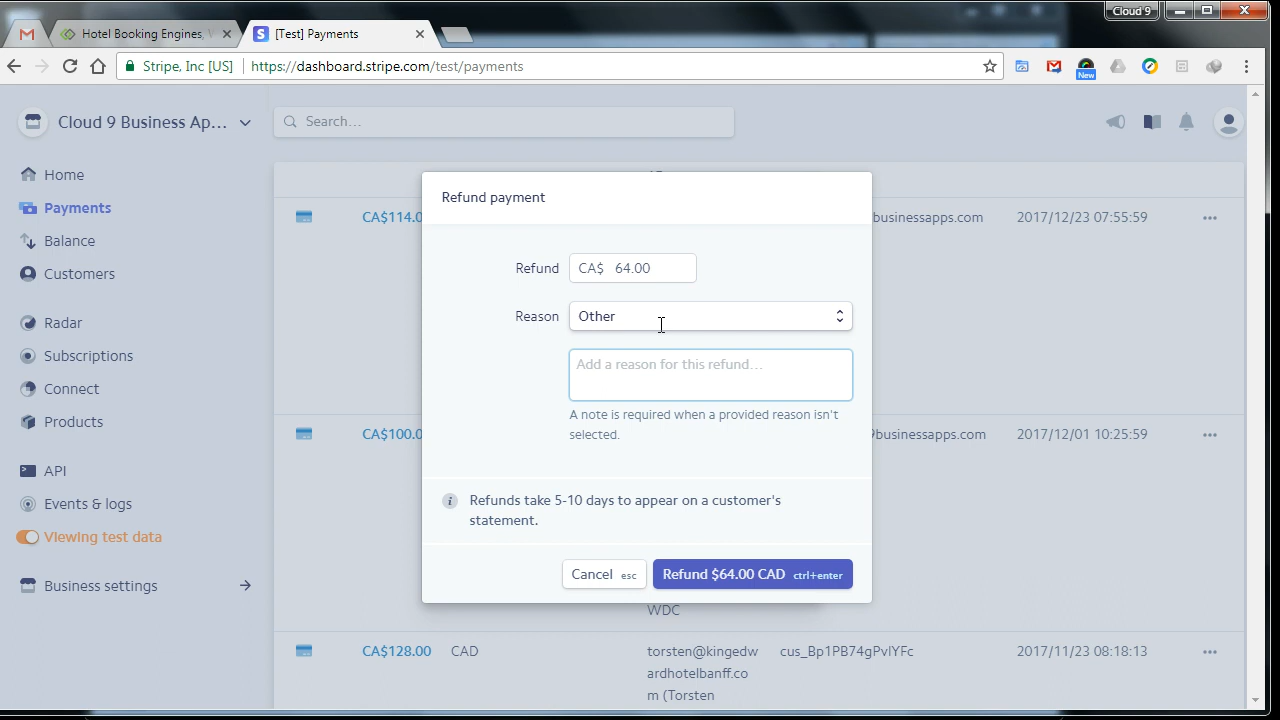 Cloud 9
Hotel Booking Engines,
[Test] Payments
Stripe, Inc [US] https://dashboard.stripe.com/test/payments
New
Cloud 9 Business Ap...
Search...
Home
Payments
Balance
Customers
Radar
Subscriptions
Connect
Products
API
Events & logs
Viewing test data
Business settings
Refund payment
CA$114.0 businessapps.com 2017/12/23 07:55:59
Refund CA$ 64.00
Reason Other
Add a reason for this refund...
A note is required when a provided reason isn't
selected.
CA$100.0 9businessapps.com 2017/12/01 10:25:59
Refunds take 5-10 days to appear on a customer's
statement.
Cancel esc Refund $64.00 CAD ctrl+enter
WDC
CA$128.00 CAD torsten@kingedw cus_Bp1PB74gPvlYFc 2017/11/23 08:18:13
ardhotelbanff.co
m (Torsten